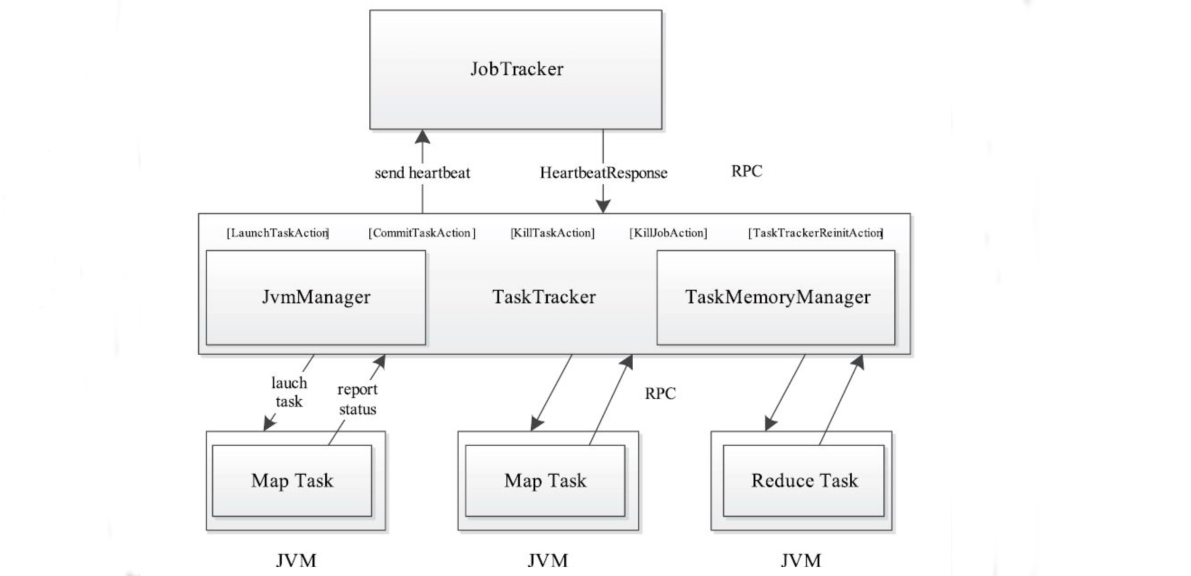 JobTracker
send heartbeat
HeartbeatResponse
RPC
[LaunchTaskAction]
[CommitTaskAction]
[KillTaskAction]
[KillJobAction]
[TaskTrackerReinitAction]
JvmManager
TaskTracker
TaskMemoryManager
lauch
task
report
status
RPC
Map Task
Map Task
Reduce Task
JVM
JVM
JVM